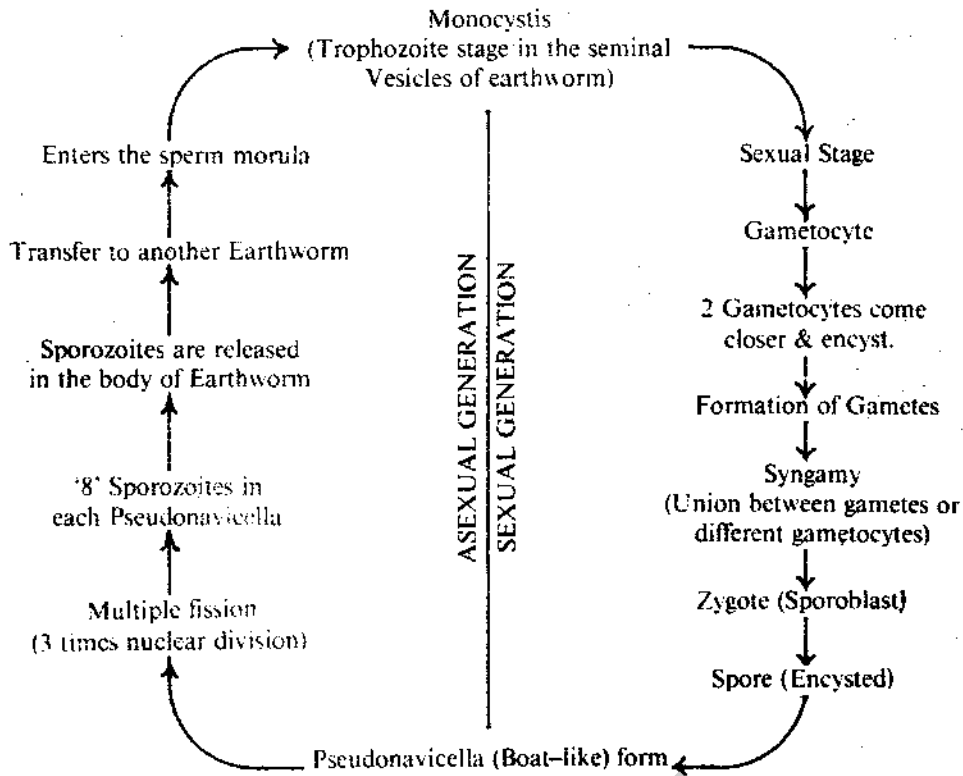 Monocystis
(Trophozoite stage in the seminal
Vesicles of earthworm)
Sexual Stage
Gametocyte
2 Gametocytes come
closer & encyst.
Formation of Gametes
Syngamy
(Union between gametes or
different gametocytes)
Zygote (Sporoblast)
Spore (Encysted)
Pseudonavicella (Boat-like) form
Multiple fission
(3 times nuclear division)
'8' Sporozoites in
each Pseudonavicella
Sporozoites are released
in the body of Earthworm
Transfer to another Earthworm
Enters the sperm morula
ASEXUAL GENERATION
SEXUAL GENERATION